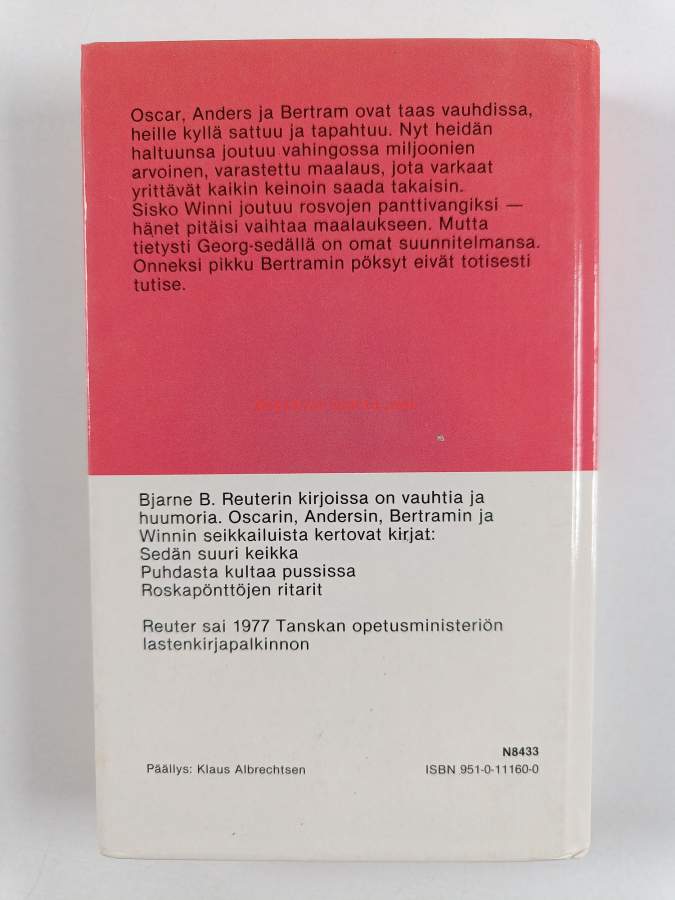 Oscar, Anders ja Bertram ovat taas vauhdissa,
heille kyllä sattuu ja tapahtuu. Nyt heidän
haltuunsa joutuu vahingossa miljoonien
arvoinen, varastettu maalaus, jota varkaat
yrittävät kaikin keinoin saada takaisin.
Sisko Winni joutuu rosvojen panttivangiksi —
hänet pitäisi vaihtaa maalaukseen. Mutta
tietysti Georg-sedällä on omat suunnitelmansa.
Onneksi pikku Bertramin pöksyt eivät totisesti
tutise.
Bjarne B. Reuterin kirjoissa on vauhtia ja
huumoria. Oscarin, Andersin, Bertramin ja
Winnin seikkailuista kertovat kirjat:
Sedän suuri keikka
Puhdasta kultaa pussissa
Roskapönttöjen ritarit
Reuter sai 1977 Tanskan opetusministeriön
lastenkirjapalkinnon
N8433
Päällys: Klaus Albrechtsen
ISBN 951-0-11160-0